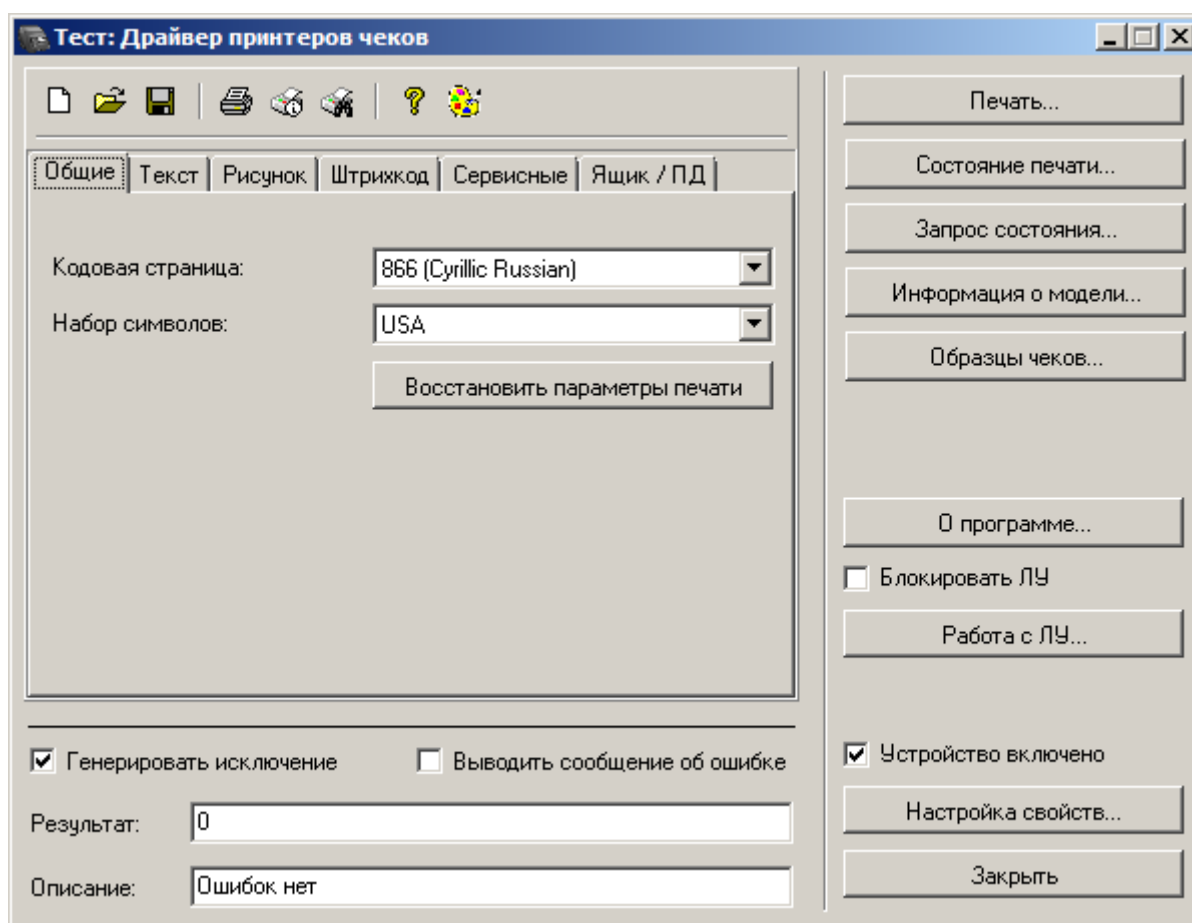 Тест: Драйвер принтеров чеков
Общие
Текст
Рисунок
Штрихкод
Сервисные
Ящик / ПД
Кодовая страница:
866 (Cyrillic Russian)
Набор символов:
USA
Восстановить параметры печати
Печать...
Состояние печати...
Запрос состояния...
Информация о модели...
Образцы чеков...
О программе...
Блокировать ЛУ
Работа с ЛУ...
Генерировать исключение
Выводить сообщение об ошибке
Устройство включено
Результат:
0
Настройка свойств...
Описание:
Ошибок нет
Закрыть